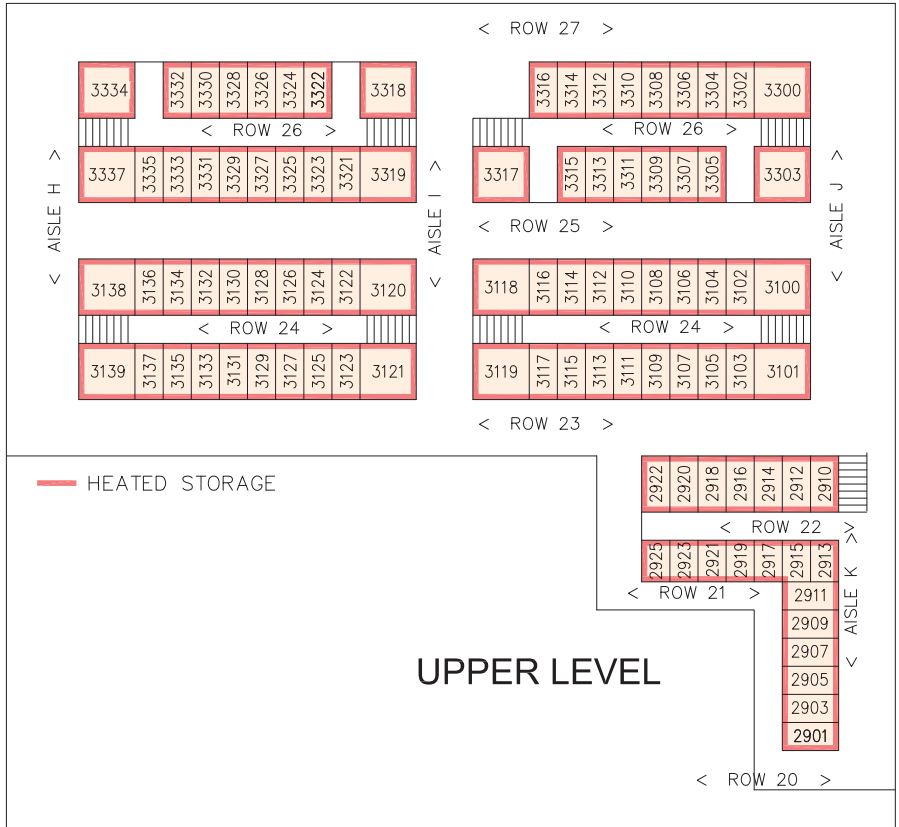 < ROW 27 >
3334 3332 3330 3328 3326 3324 3322 3318
3316 3314 3312 3310 3308 3306 3304 3302 3300
< ROW 26 > < ROW 26 >
3337 3335 3333 3331 3329 3327 3325 3323 3321 3319
3317 3315 3313 3311 3309 3307 3305 3303
< AISLE H >
< AISLE I >
< AISLE J >
< ROW 25 >
3138 3136 3134 3132 3130 3128 3126 3124 3122 3120
3118 3116 3114 3112 3110 3108 3106 3104 3102 3100
< ROW 24 > < ROW 24 >
3139 3137 3135 3133 3131 3129 3127 3125 3123 3121
3119 3117 3115 3113 3111 3109 3107 3105 3103 3101
< ROW 23 >
HEATED STORAGE
2922 2920 2918 2916 2914 2912 2910
< ROW 22 >
2925 2923 2921 2919 2917 2915 2913
< ROW 21 >
< AISLE K >
2911
2909
2907
2905
2903
2901
UPPER LEVEL
< ROW 20 >